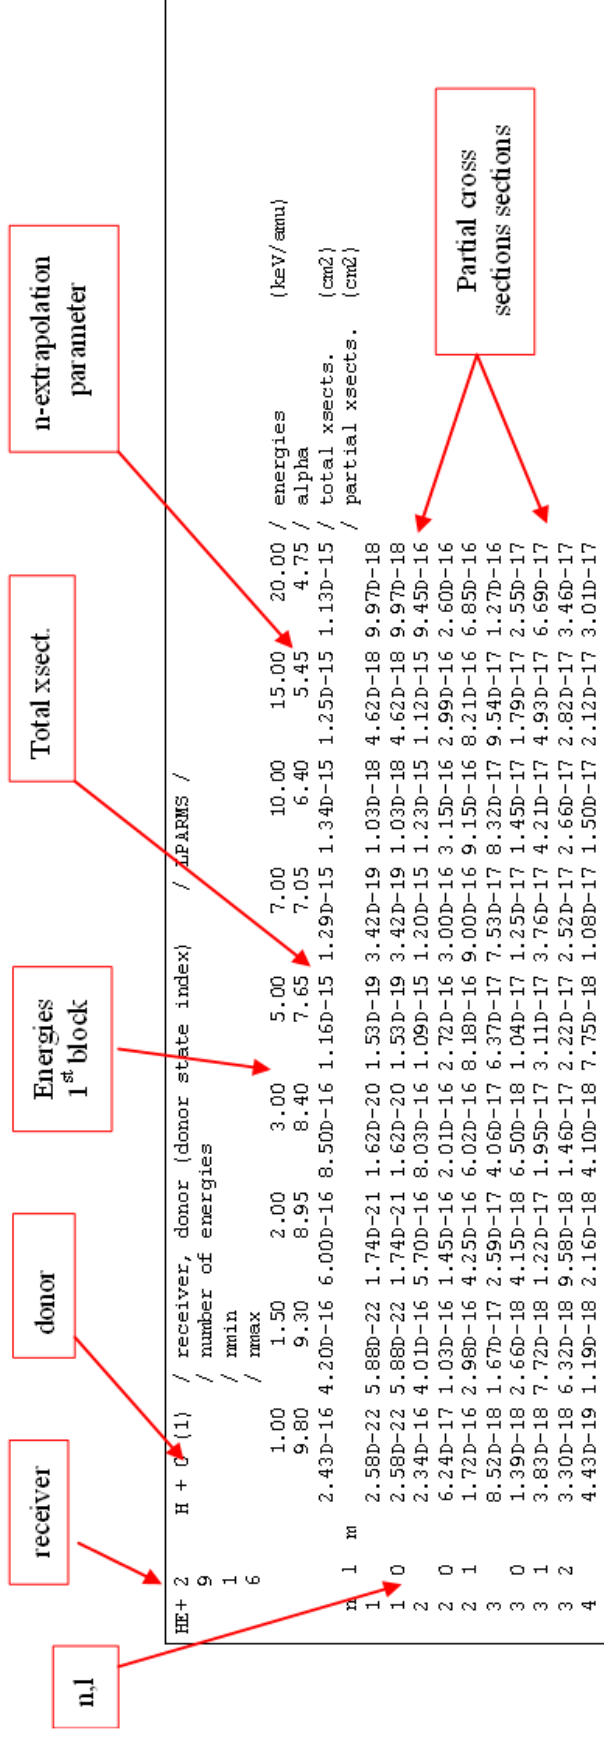 n,l
receiver
donor
Energies
1st block
Total xsect.
n-extrapolation
parameter
HE+ 2 H + 0 (1) / receiver, donor (donor state index) / LPARMS /
9 / number of energies
1 / nmin
6 / nmax
1.00 1.50 2.00 3.00 5.00 7.00 10.00 15.00 20.00 / energies (keV/amu)
9.80 9.30 8.95 8.40 7.65 7.05 6.40 5.45 4.75 / alpha
2.43D-16 4.20D-16 6.00D-16 8.50D-16 1.16D-15 1.29D-15 1.34D-15 1.25D-15 1.13D-15 / total xsects. (cm2)
n l m / partial xsects. (cm2)
1 2.58D-22 5.88D-22 1.74D-21 1.62D-20 1.53D-19 3.42D-19 1.03D-18 4.62D-18 9.97D-18
1 0 2.58D-22 5.88D-22 1.74D-21 1.62D-20 1.53D-19 3.42D-19 1.03D-18 4.62D-18 9.97D-18
2 2.34D-16 4.01D-16 5.70D-16 8.03D-16 1.09D-15 1.20D-15 1.23D-15 1.12D-15 9.45D-16
2 0 6.24D-17 1.03D-16 1.45D-16 2.01D-16 2.72D-16 3.00D-16 3.15D-16 2.99D-16 2.60D-16
2 1 1.72D-16 2.98D-16 4.25D-16 6.02D-16 8.18D-16 9.00D-16 9.15D-16 8.21D-16 6.85D-16
3 8.52D-18 1.67D-17 2.59D-17 4.06D-17 6.37D-17 7.53D-17 8.32D-17 9.54D-17 1.27D-16
3 0 1.39D-18 2.66D-18 4.15D-18 6.50D-18 1.04D-17 1.25D-17 1.45D-17 1.79D-17 2.55D-17
3 1 3.83D-18 7.72D-18 1.22D-17 1.95D-17 3.11D-17 3.76D-17 4.21D-17 4.93D-17 6.69D-17
3 2 3.30D-18 6.32D-18 9.58D-18 1.46D-17 2.22D-17 2.52D-17 2.66D-17 2.82D-17 3.46D-17
4 4.43D-19 1.19D-18 2.16D-18 4.10D-18 7.75D-18 1.08D-17 1.50D-17 2.12D-17 3.01D-17
Partial cross
sections sections